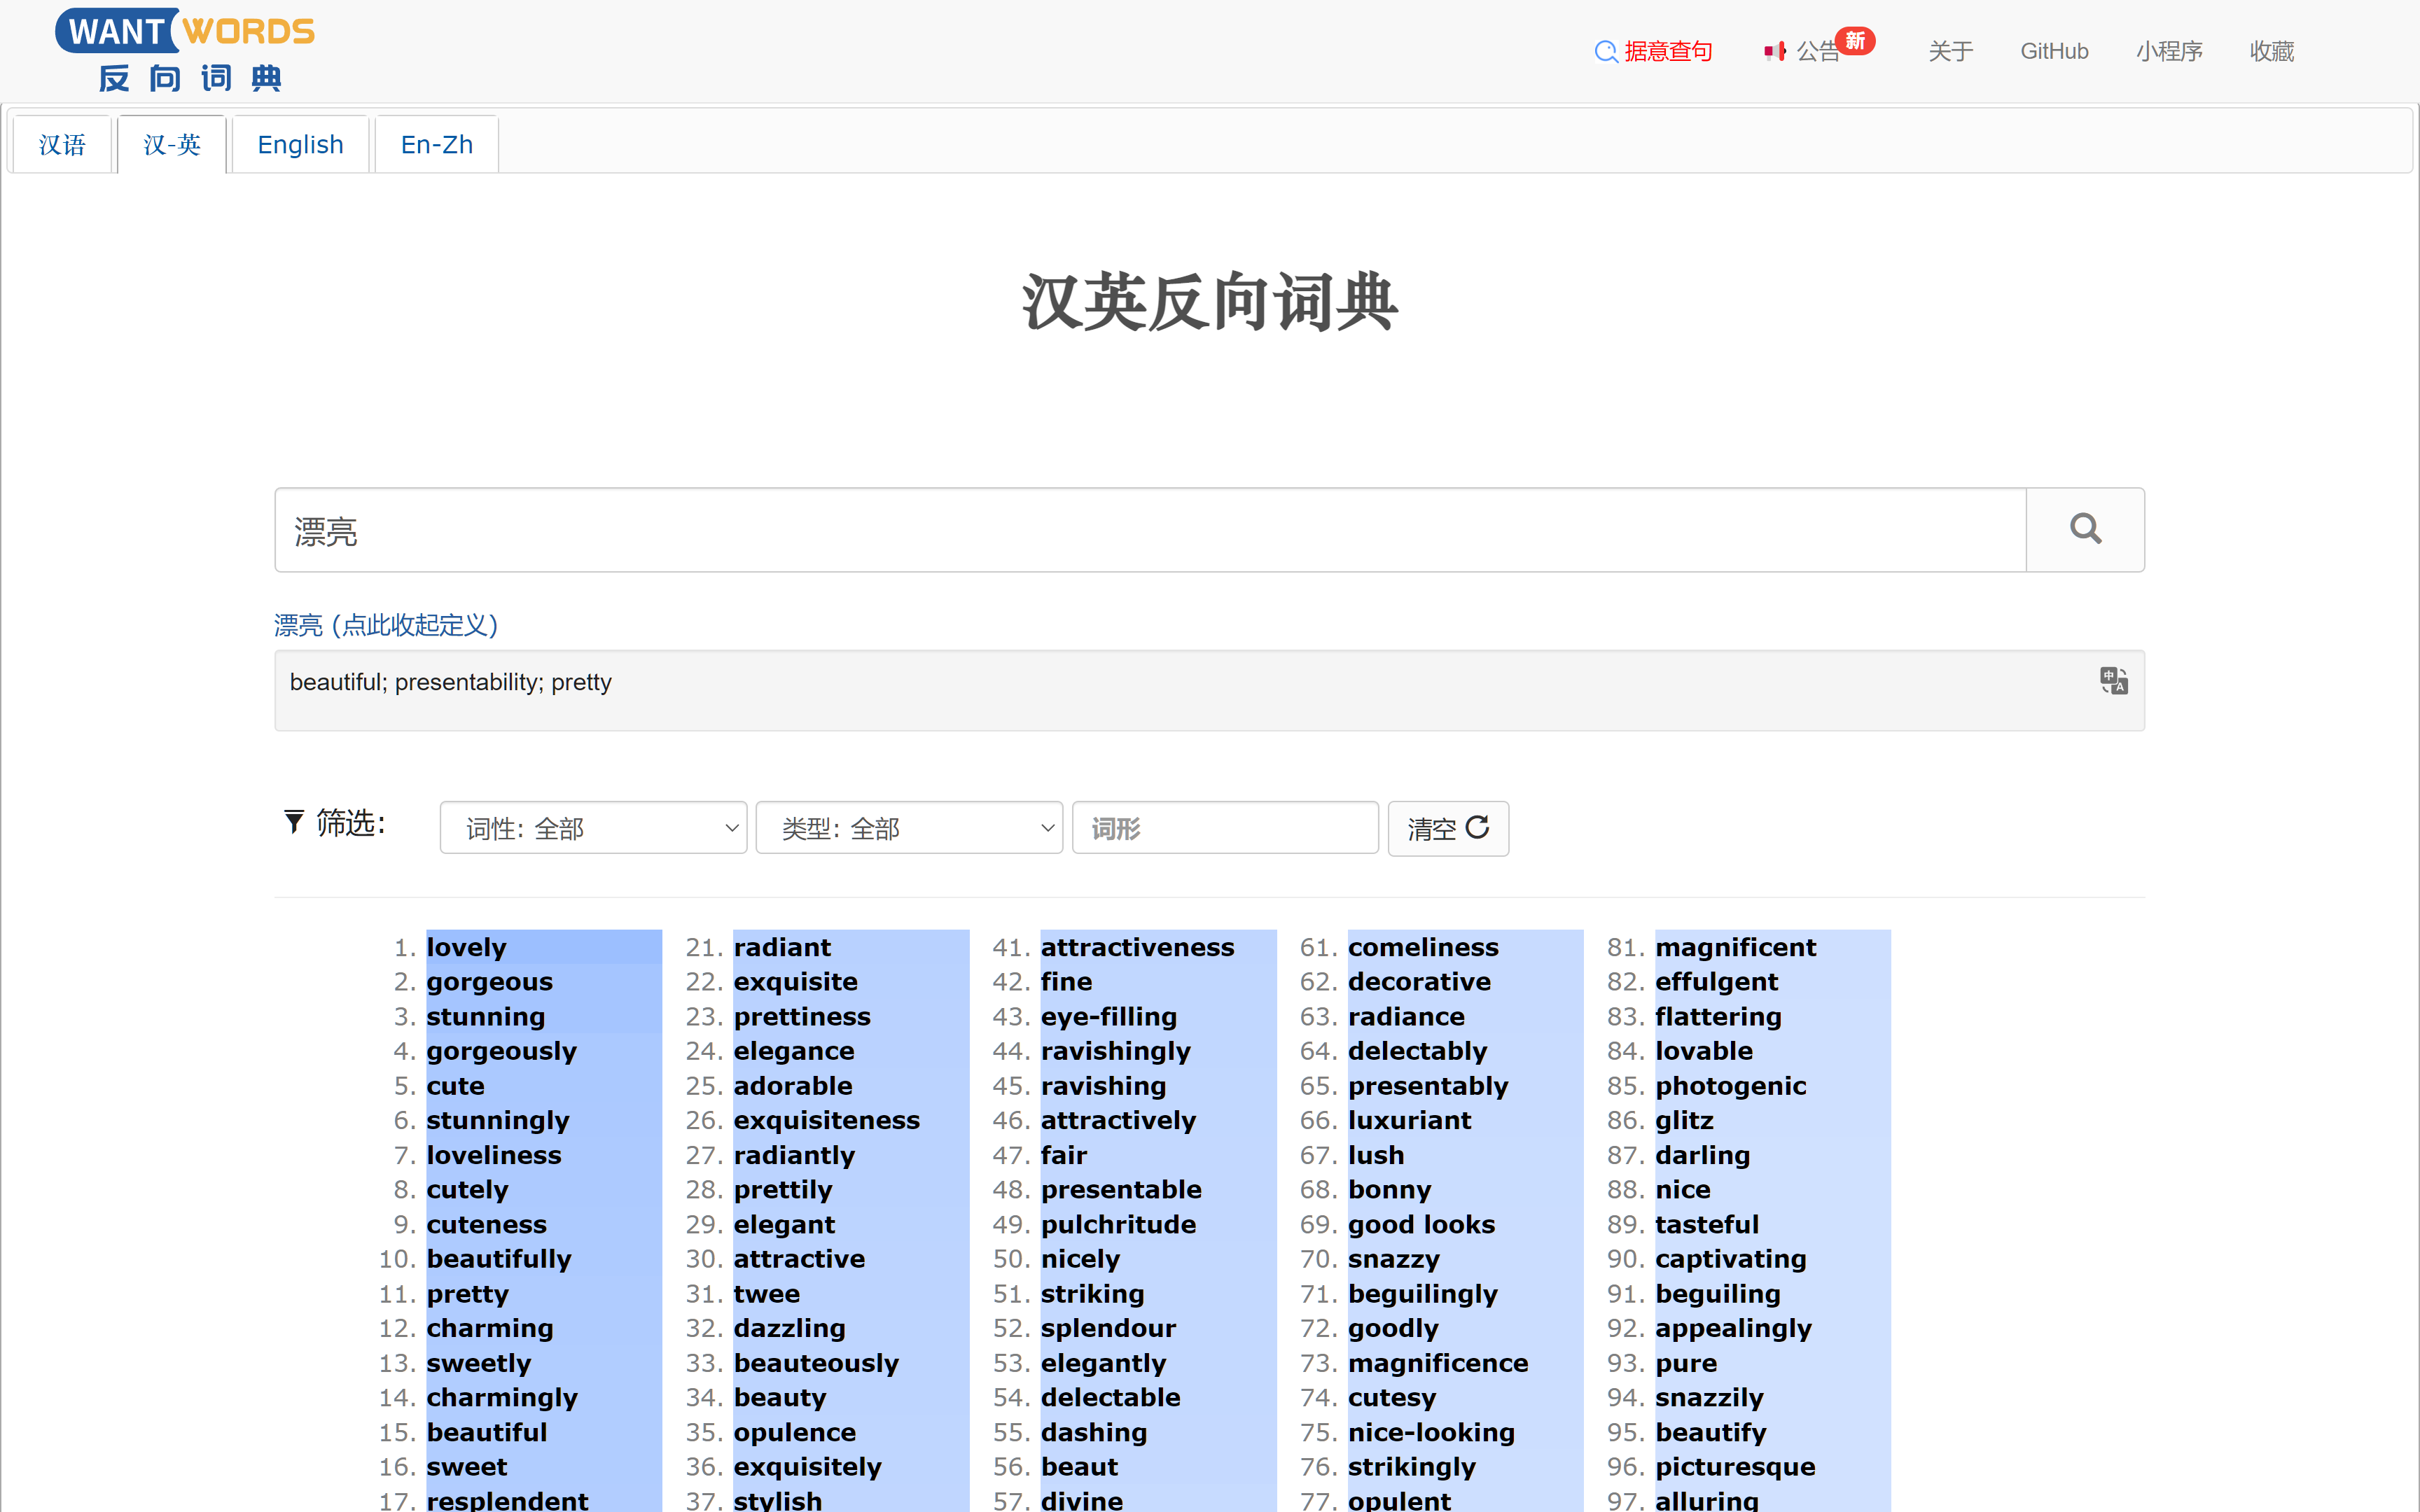 WANT WORDS
反向词典
据意查句 公告 新 关于 GitHub 小程序 收藏
汉语 汉-英 English En-Zh
汉英反向词典
漂亮
漂亮 (点此收起定义)
beautiful; presentability; pretty
筛选: 词性: 全部 类型: 全部 词形 清空
1. lovely
2. gorgeous
3. stunning
4. gorgeously
5. cute
6. stunningly
7. loveliness
8. cutely
9. cuteness
10. beautifully
11. pretty
12. charming
13. sweetly
14. charmingly
15. beautiful
16. sweet
17. resplendent
21. radiant
22. exquisite
23. prettiness
24. elegance
25. adorable
26. exquisiteness
27. radiantly
28. prettily
29. elegant
30. attractive
31. twee
32. dazzling
33. beauteously
34. beauty
35. opulence
36. exquisitely
37. stylish
41. attractiveness
42. fine
43. eye-filling
44. ravishingly
45. ravishing
46. attractively
47. fair
48. presentable
49. pulchritude
50. nicely
51. striking
52. splendour
53. elegantly
54. delectable
55. dashing
56. beaut
57. divine
61. comeliness
62. decorative
63. radiance
64. delectably
65. presentably
66. luxuriant
67. lush
68. bonny
69. good looks
70. snazzy
71. beguilingly
72. goodly
73. magnificence
74. cutesy
75. nice-looking
76. strikingly
77. opulent
81. magnificent
82. effulgent
83. flattering
84. lovable
85. photogenic
86. glitz
87. darling
88. nice
89. tasteful
90. captivating
91. beguiling
92. appealingly
93. pure
94. snazzily
95. beautify
96. picturesque
97. alluring